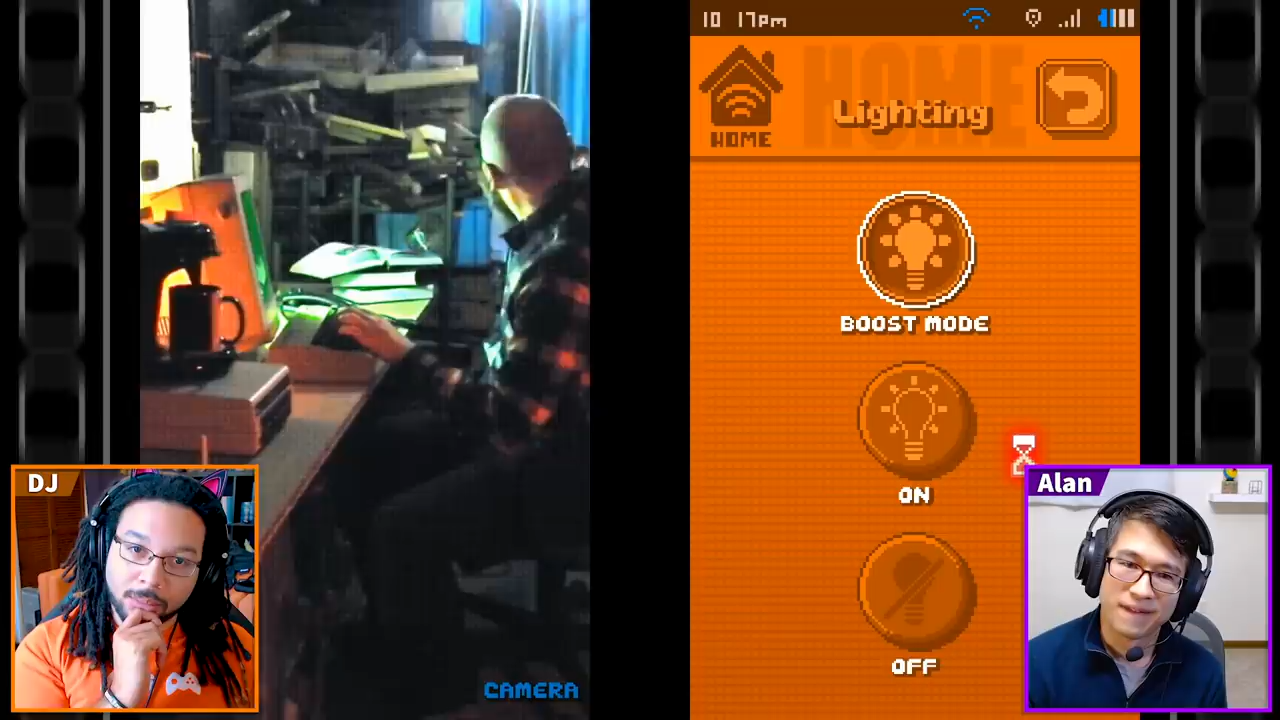 10 17pm
HOME
Lighting
HOME
BOOST MODE
ON
OFF
DJ
Alan
CAMERA